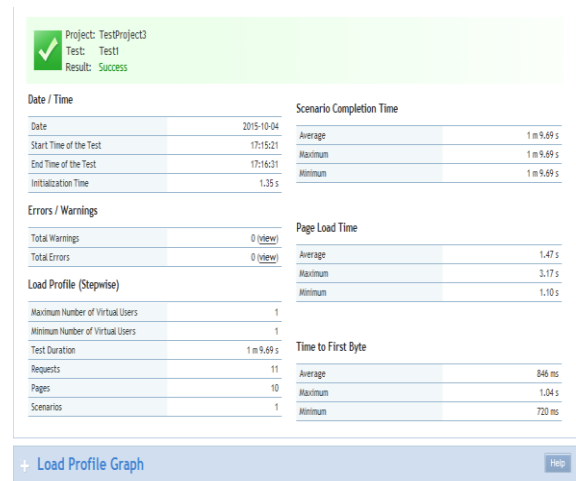 Project: TestProject3
Test: Test1
Result: Success
Date / Time
Date 2015-10-04
Start Time of the Test 17:15:21
End Time of the Test 17:16:31
Initialization Time 1.35 s
Errors / Warnings
Total Warnings 0 (view)
Total Errors 0 (view)
Load Profile (Stepwise)
Maximum Number of Virtual Users 1
Minimum Number of Virtual Users 1
Test Duration 1 m 9.69 s
Requests 11
Pages 10
Scenarios 1
Scenario Completion Time
Average 1 m 9.69 s
Maximum 1 m 9.69 s
Minimum 1 m 9.69 s
Page Load Time
Average 1.47 s
Maximum 3.17 s
Minimum 1.10 s
Time to First Byte
Average 846 ms
Maximum 1.04 s
Minimum 720 ms
+ Load Profile Graph Help